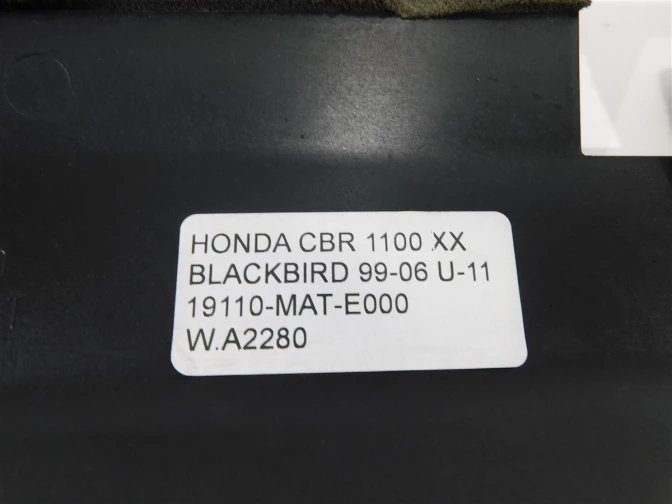 HONDA CBR 1100 XX
BLACKBIRD 99-06 U-11
19110-MAT-E000
W.A2280